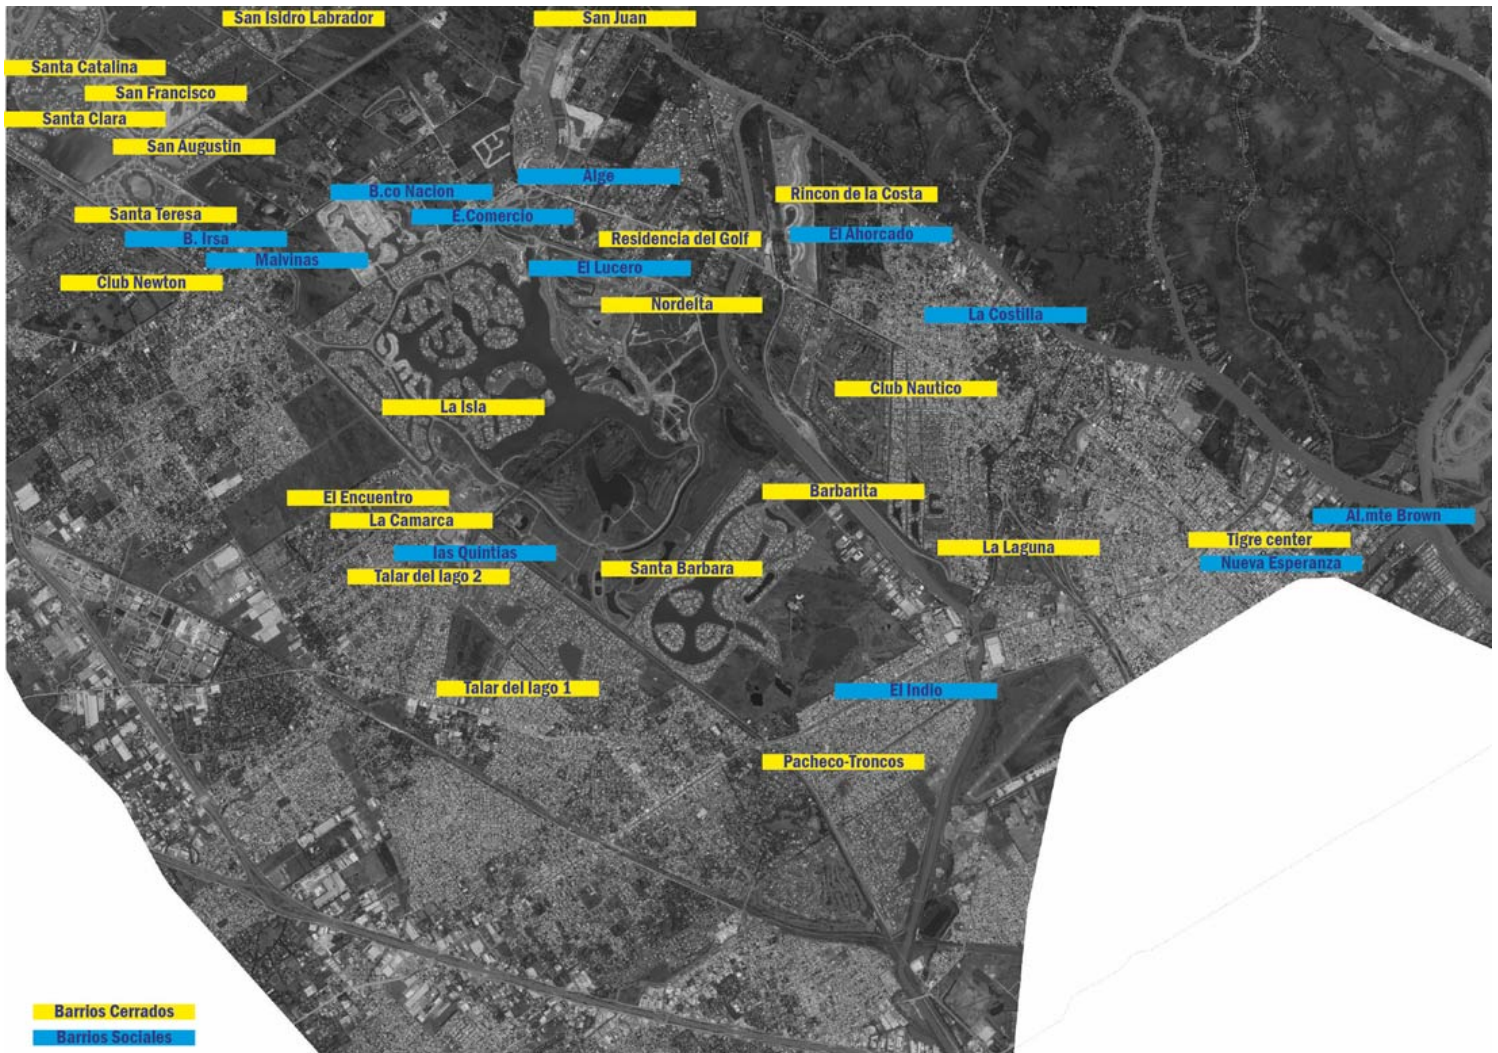 San Isidro Labrador
San Juan
Santa Catalina
San Francisco
Santa Clara
San Augustin
Alge
B.co Nacion
Rincon de la Costa
Santa Teresa
E.Comercio
El Ahorcado
B. Irsa
Residencia del Golf
Malvinas
El Lucero
Club Newton
Nordelta
La Costilla
Club Nautico
La Isla
Barbarita
El Encuentro
Al.mte Brown
La Camarca
Tigre center
La Laguna
las Quintias
Nueva Esperanza
Santa Barbara
Talar del lago 2
Talar del lago 1
El Indio
Pacheco-Troncos
Barrios Cerrados
Barrios Sociales